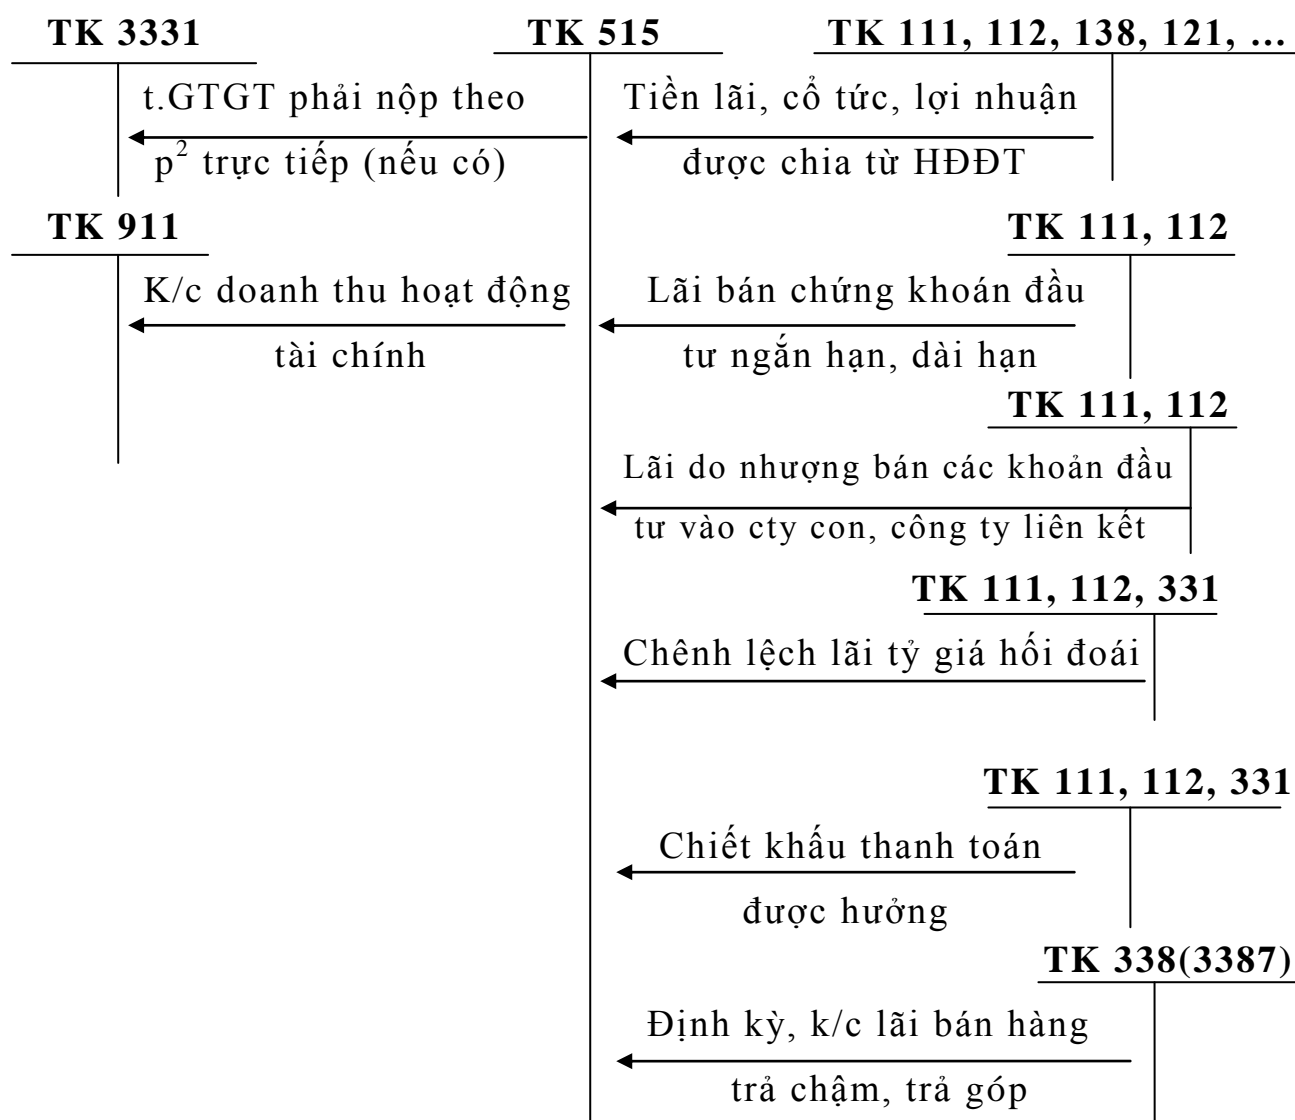 TK 3331
TK 515
TK 111, 112, 138, 121, ...
t.GTGT phải nộp theo
p² trực tiếp (nếu có)
Tiền lãi, cổ tức, lợi nhuận
được chia từ HĐĐT
TK 911
TK 111, 112
K/c doanh thu hoạt động
tài chính
Lãi bán chứng khoán đầu
tư ngắn hạn, dài hạn
TK 111, 112
Lãi do nhượng bán các khoản đầu
tư vào cty con, công ty liên kết
TK 111, 112, 331
Chênh lệch lãi tỷ giá hối đoái
TK 111, 112, 331
Chiết khấu thanh toán
được hưởng
TK 338(3387)
Định kỳ, k/c lãi bán hàng
trả chậm, trả góp